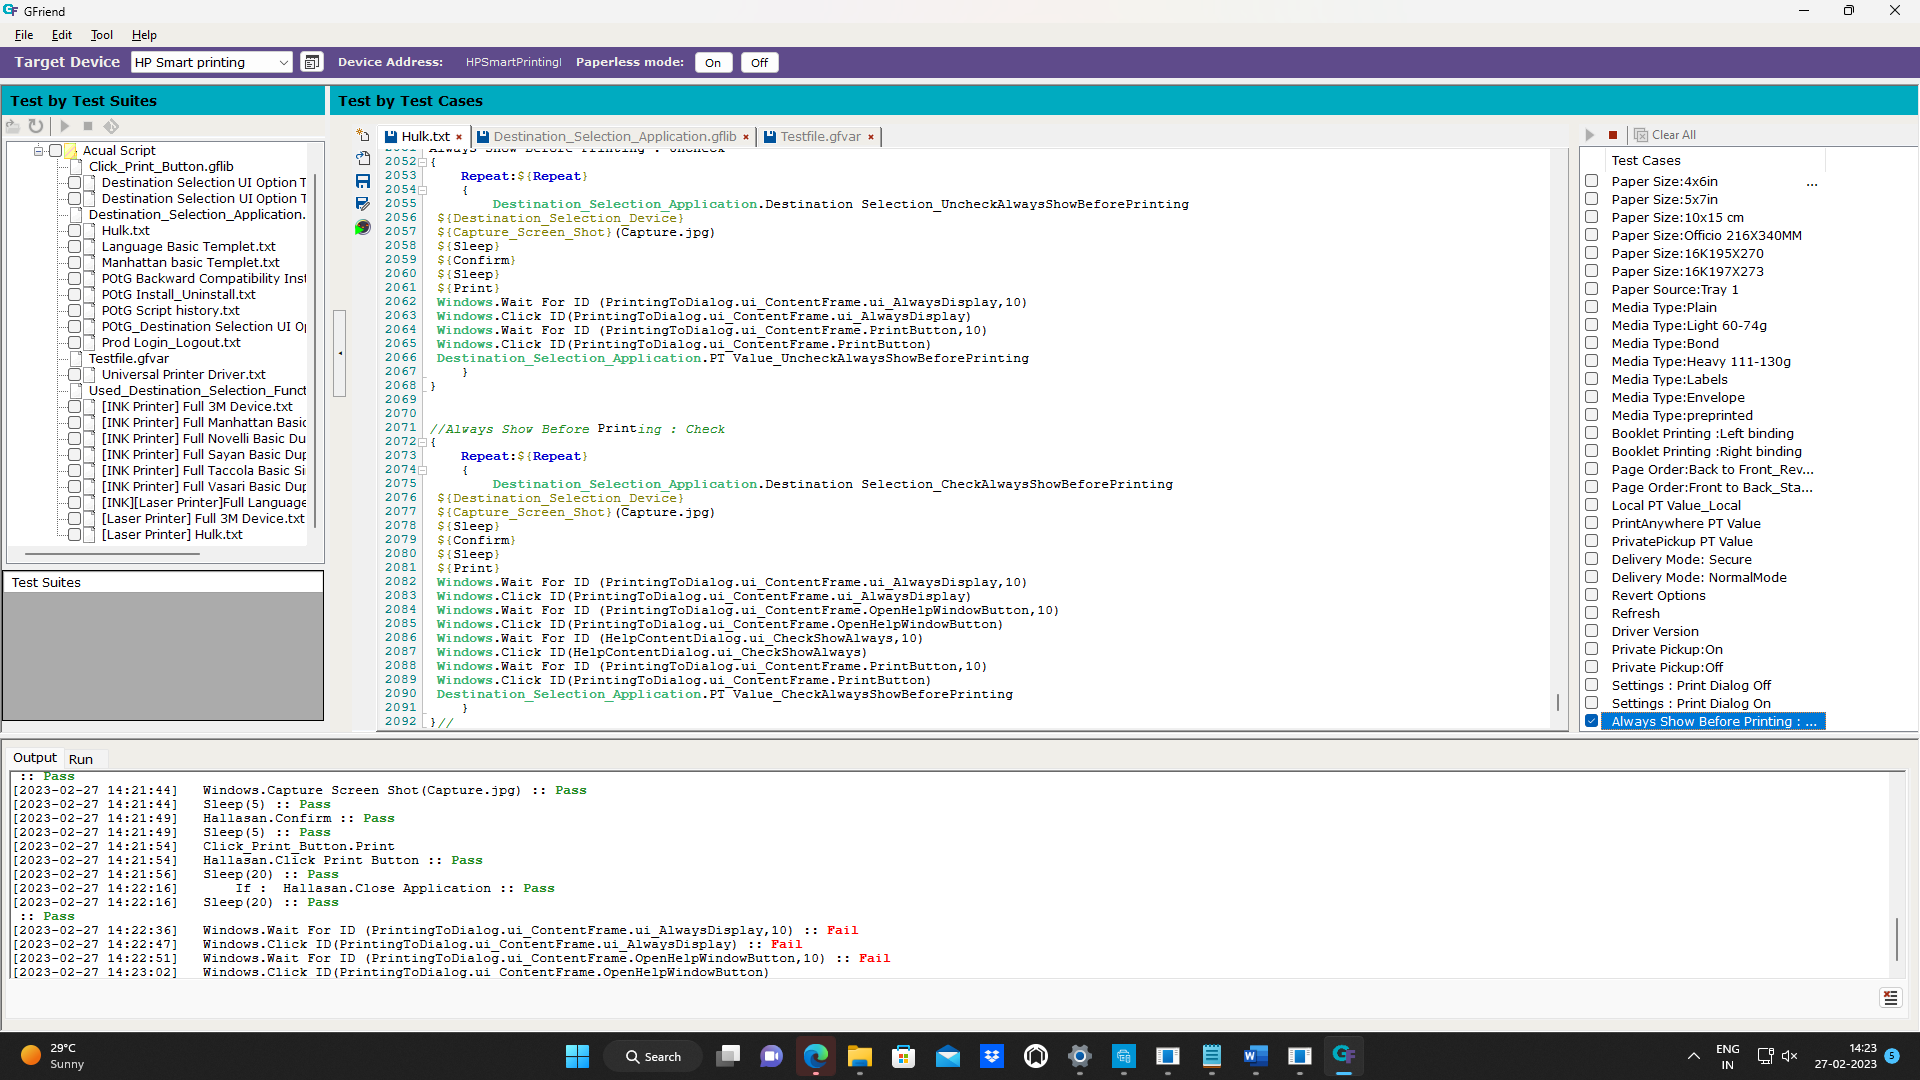 GFriend
File Edit Tool Help
Target Device HP Smart printing Device Address: HPSmartPrintingI Paperless mode: On Off
Test by Test Suites
Acual Script
Click_Print_Button.gflib
Destination Selection UI Option T
Destination Selection UI Option T
Destination_Selection_Application.
Hulk.txt
Language Basic Templet.txt
Manhattan basic Templet.txt
POtG Backward Compatibility Inst
POtG Install_Uninstall.txt
POtG Script history.txt
POtG_Destination Selection UI Op
Prod Login_Logout.txt
Testfile.gfvar
Universal Printer Driver.txt
Used_Destination_Selection_Funct
[INK Printer] Full 3M Device.txt
[INK Printer] Full Manhattan Basic
[INK Printer] Full Novelli Basic Du
[INK Printer] Full Sayan Basic Dup
[INK Printer] Full Taccola Basic Si
[INK Printer] Full Vasari Basic Dup
[INK][Laser Printer]Full Language
[Laser Printer] Full 3M Device.txt
[Laser Printer] Hulk.txt
Test Suites
Test by Test Cases
Hulk.txt × Destination_Selection_Application.gflib × Testfile.gfvar ×
2051 Always Show Before Printing : Uncheck
2052 {
2053 Repeat:${Repeat}
2054 {
2055 Destination_Selection_Application.Destination Selection_UncheckAlwaysShowBeforePrinting
2056 ${Destination_Selection_Device}
2057 ${Capture_Screen_Shot}(Capture.jpg)
2058 ${Sleep}
2059 ${Confirm}
2060 ${Sleep}
2061 ${Print}
2062 Windows.Wait For ID (PrintingToDialog.ui_ContentFrame.ui_AlwaysDisplay,10)
2063 Windows.Click ID(PrintingToDialog.ui_ContentFrame.ui_AlwaysDisplay)
2064 Windows.Wait For ID (PrintingToDialog.ui_ContentFrame.PrintButton,10)
2065 Windows.Click ID(PrintingToDialog.ui_ContentFrame.PrintButton)
2066 Destination_Selection_Application.PT Value_UncheckAlwaysShowBeforePrinting
2067 }
2068 }
2069
2070
2071 //Always Show Before Printing : Check
2072 {
2073 Repeat:${Repeat}
2074 {
2075 Destination_Selection_Application.Destination Selection_CheckAlwaysShowBeforePrinting
2076 ${Destination_Selection_Device}
2077 ${Capture_Screen_Shot}(Capture.jpg)
2078 ${Sleep}
2079 ${Confirm}
2080 ${Sleep}
2081 ${Print}
2082 Windows.Wait For ID (PrintingToDialog.ui_ContentFrame.ui_AlwaysDisplay,10)
2083 Windows.Click ID(PrintingToDialog.ui_ContentFrame.ui_AlwaysDisplay)
2084 Windows.Wait For ID (PrintingToDialog.ui_ContentFrame.OpenHelpWindowButton,10)
2085 Windows.Click ID(PrintingToDialog.ui_ContentFrame.OpenHelpWindowButton)
2086 Windows.Wait For ID (HelpContentDialog.ui_CheckShowAlways,10)
2087 Windows.Click ID(HelpContentDialog.ui_CheckShowAlways)
2088 Windows.Wait For ID (PrintingToDialog.ui_ContentFrame.PrintButton,10)
2089 Windows.Click ID(PrintingToDialog.ui_ContentFrame.PrintButton)
2090 Destination_Selection_Application.PT Value_CheckAlwaysShowBeforePrinting
2091 }
2092 }//
Clear All
Test Cases
Paper Size:4x6in ...
Paper Size:5x7in
Paper Size:10x15 cm
Paper Size:Officio 216X340MM
Paper Size:16K195X270
Paper Size:16K197X273
Paper Source:Tray 1
Media Type:Plain
Media Type:Light 60-74g
Media Type:Bond
Media Type:Heavy 111-130g
Media Type:Labels
Media Type:Envelope
Media Type:preprinted
Booklet Printing :Left binding
Booklet Printing :Right binding
Page Order:Back to Front_Rev...
Page Order:Front to Back_Sta...
Local PT Value_Local
PrintAnywhere PT Value
PrivatePickup PT Value
Delivery Mode: Secure
Delivery Mode: NormalMode
Revert Options
Refresh
Driver Version
Private Pickup:On
Private Pickup:Off
Settings : Print Dialog Off
Settings : Print Dialog On
Always Show Before Printing : ...
Output Run
:: Pass
[2023-02-27 14:21:44] Windows.Capture Screen Shot(Capture.jpg) :: Pass
[2023-02-27 14:21:44] Sleep(5) :: Pass
[2023-02-27 14:21:49] Hallasan.Confirm :: Pass
[2023-02-27 14:21:49] Sleep(5) :: Pass
[2023-02-27 14:21:54] Click_Print_Button.Print
[2023-02-27 14:21:54] Hallasan.Click Print Button :: Pass
[2023-02-27 14:21:56] Sleep(20) :: Pass
[2023-02-27 14:22:16] If : Hallasan.Close Application :: Pass
[2023-02-27 14:22:16] Sleep(20) :: Pass
:: Pass
[2023-02-27 14:22:36] Windows.Wait For ID (PrintingToDialog.ui_ContentFrame.ui_AlwaysDisplay,10) :: Fail
[2023-02-27 14:22:47] Windows.Click ID(PrintingToDialog.ui_ContentFrame.ui_AlwaysDisplay) :: Fail
[2023-02-27 14:22:51] Windows.Wait For ID (PrintingToDialog.ui_ContentFrame.OpenHelpWindowButton,10) :: Fail
[2023-02-27 14:23:02] Windows.Click ID(PrintingToDialog.ui_ContentFrame.OpenHelpWindowButton)
29°C
Sunny
Search
ENG
IN
14:23
27-02-2023
5